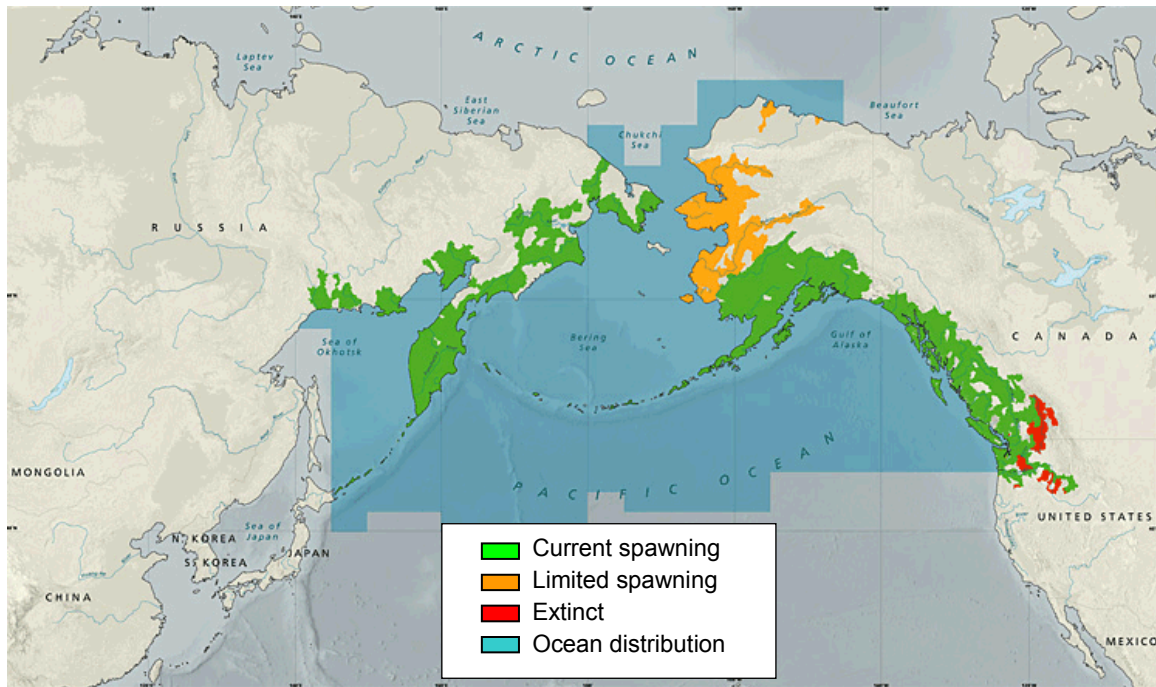 ARCTIC OCEAN
Laptev
Sea
East
Siberian
Sea
Chukchi
Sea
Beaufort
Sea
RUSSIA
CANADA
Sea of
Okhotsk
Bering
Sea
Gulf of
Alaska
MONGOLIA
PACIFIC OCEAN
UNITED STATES
Sea of
Japan
N. KOREA
S. KOREA
JAPAN
CHINA
MEXICO
Current spawning
Limited spawning
Extinct
Ocean distribution